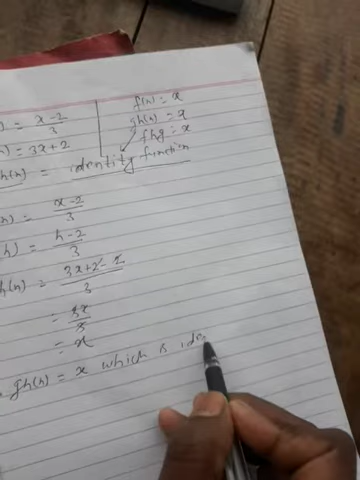 ) = x-2/3
) = 3x+2
h(x) = identity function
f(x) = x
gh(x) = x
fhg = x
(x) = x-2/3
(h) = h-2/3
h(x) = 3x+2-2/3
= 3x/3
= x
gh(x) = x which is ide